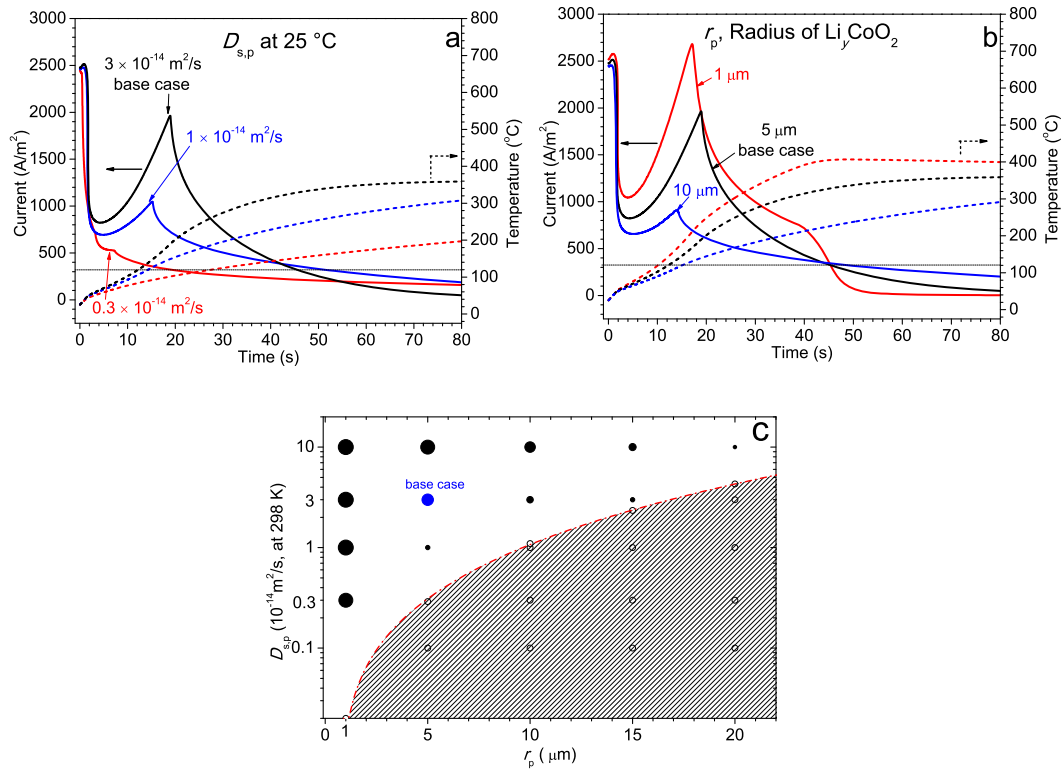 D_s,p at 25 °C
a
3 × 10⁻¹⁴ m²/s
base case
1 × 10⁻¹⁴ m²/s
0.3 × 10⁻¹⁴ m²/s
Current (A/m²)
3000
2500
2000
1500
1000
500
0
0 10 20 30 40 50 60 70 80
Time (s)
800
700
600
500
400
300
200
100
0
Temperature (°C)
r_p, Radius of Li_yCoO₂
b
1 μm
5 μm
base case
10 μm
Current (A/m²)
3000
2500
2000
1500
1000
500
0
0 10 20 30 40 50 60 70 80
Time (s)
800
700
600
500
400
300
200
100
0
Temperature (°C)
c
base case
D_s,p (10⁻¹⁴m²/s, at 298 K)
10
3
1
0.3
0.1
0 1 5 10 15 20
r_p ( μm)